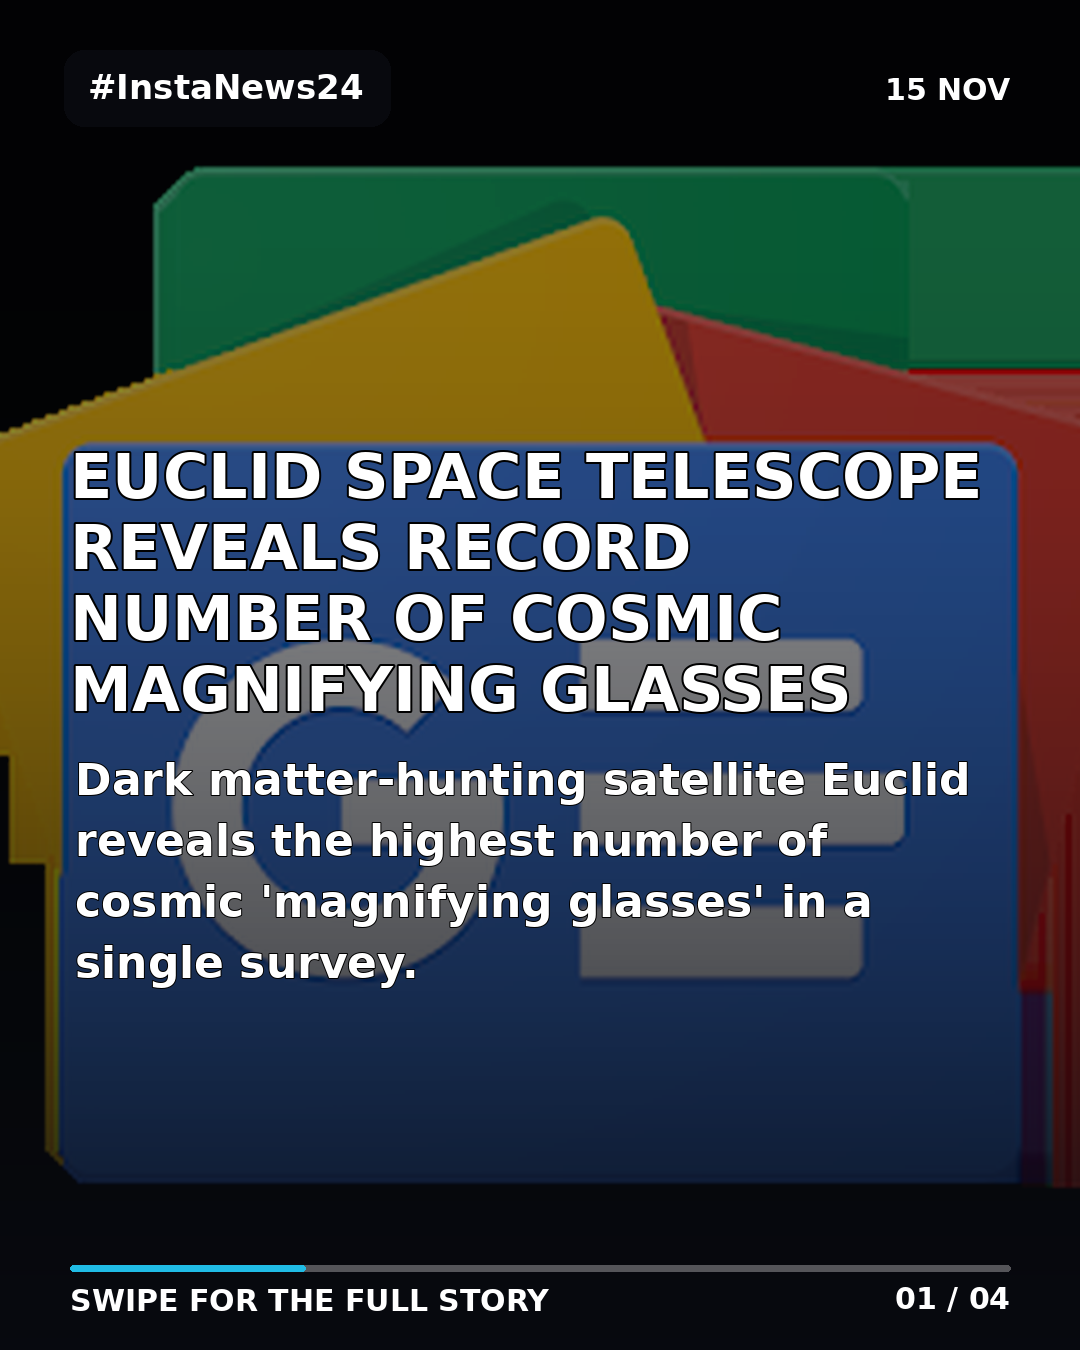 #InstaNews24
15 NOV
EUCLID SPACE TELESCOPE
REVEALS RECORD
NUMBER OF COSMIC
MAGNIFYING GLASSES
Dark matter-hunting satellite Euclid
reveals the highest number of
cosmic 'magnifying glasses' in a
single survey.
SWIPE FOR THE FULL STORY
01 / 04